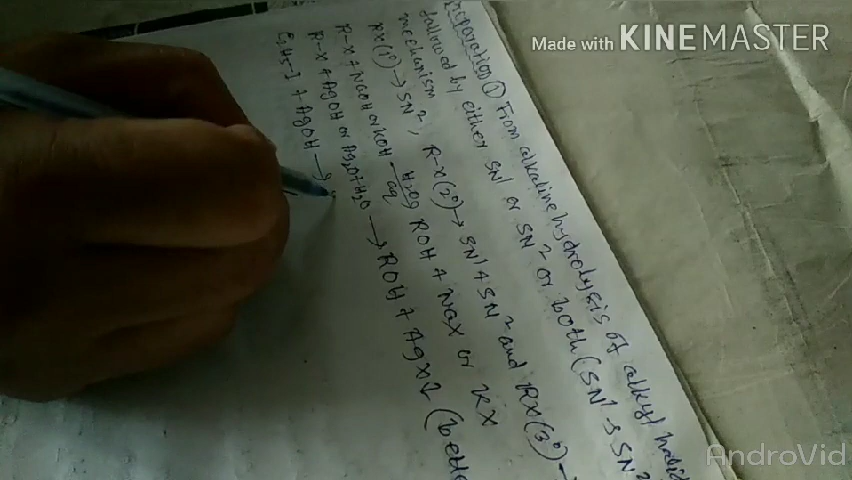 Made with KINEMASTER
Preparation ① From alkaline hydrolysis of alkyl halid
followed by either SN1 or SN2 or both (SN1 & SN2
mechanism
RX(1°) → SN2, R-X(2°) → SN1 + SN2 and RX(3°) →
R-X + NaOH or KOH → ROH + NaX or KX
R-X + AgOH or Ag2O + H2O → ROH + AgX↓ (bette
C2H5-I + AgOH →
AndroVid